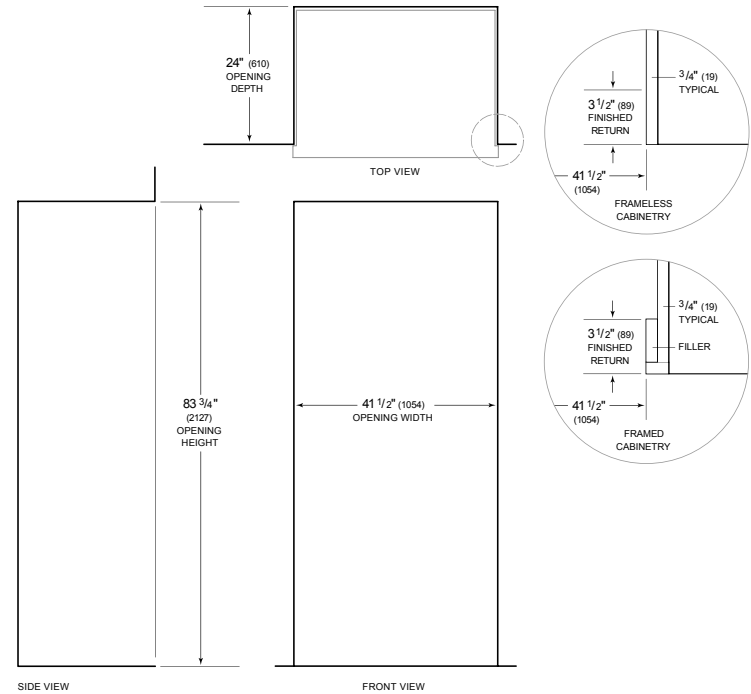 24" (610)
OPENING
DEPTH
TOP VIEW
3/4" (19)
TYPICAL
3 1/2" (89)
FINISHED
RETURN
41 1/2"
(1054)
FRAMELESS
CABINETRY
3/4" (19)
TYPICAL
3 1/2" (89)
FINISHED
RETURN
FILLER
41 1/2"
(1054)
FRAMED
CABINETRY
83 3/4"
(2127)
OPENING
HEIGHT
41 1/2" (1054)
OPENING WIDTH
SIDE VIEW
FRONT VIEW